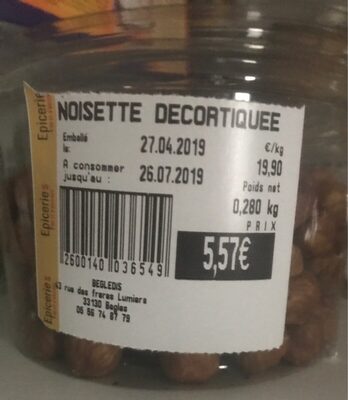 NOISETTE DECORTIQUEE
Emballé
le: 27.04.2019
€/kg
19,90
A consommer
jusqu'au : 26.07.2019
Poids net
0,280 kg
PRIX
5,57€
2600140 036549
BEGLEDIS
43 rue des freres Lumiere
33130 Begles
05 56 74 87 79
Epiceries
Epiceries
Epiceries